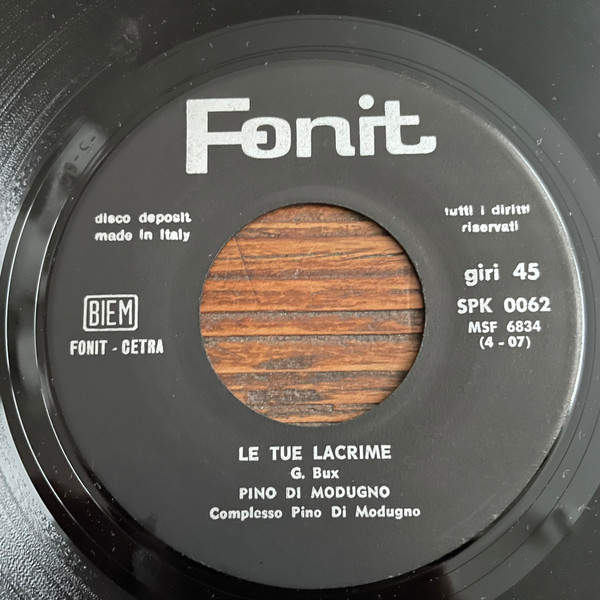 Fonit
disco deposit
made in Italy
tutti i diritti
riservati
giri 45
SPK 0062
MSF 6834
(4 - 07)
BIEM
FONIT - CETRA
LE TUE LACRIME
G. Bux
PINO DI MODUGNO
Complesso Pino Di Modugno